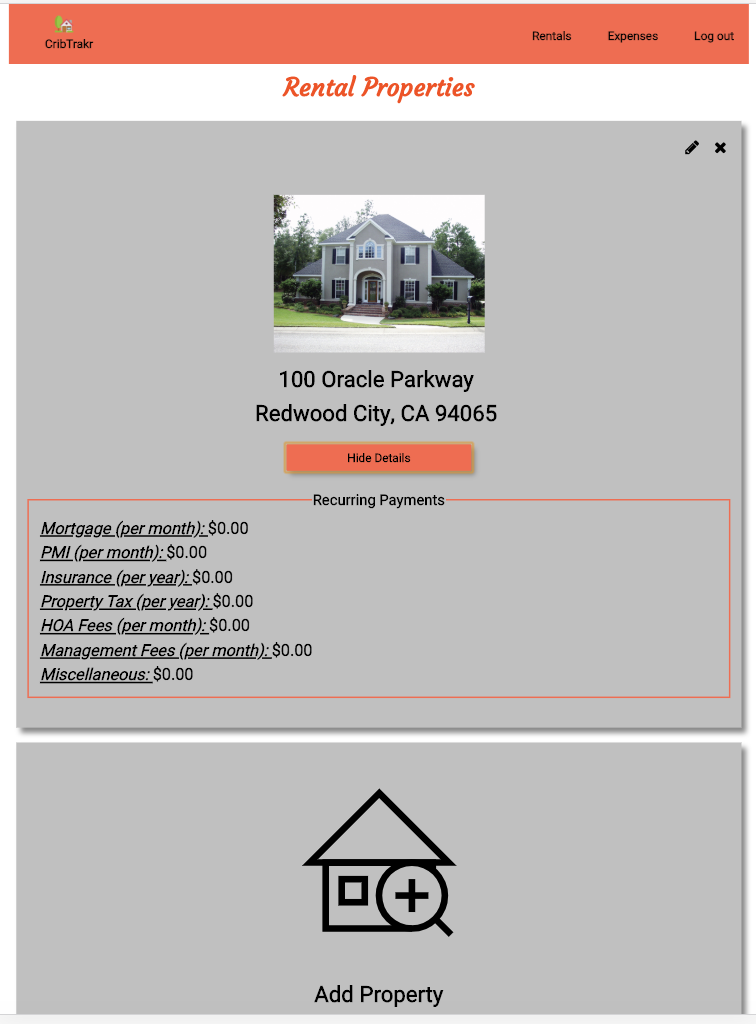 CribTrakr
Rentals
Expenses
Log out
Rental Properties
100 Oracle Parkway
Redwood City, CA 94065
Hide Details
Recurring Payments
Mortgage (per month): $0.00
PMI (per month): $0.00
Insurance (per year): $0.00
Property Tax (per year): $0.00
HOA Fees (per month): $0.00
Management Fees (per month): $0.00
Miscellaneous: $0.00
Add Property